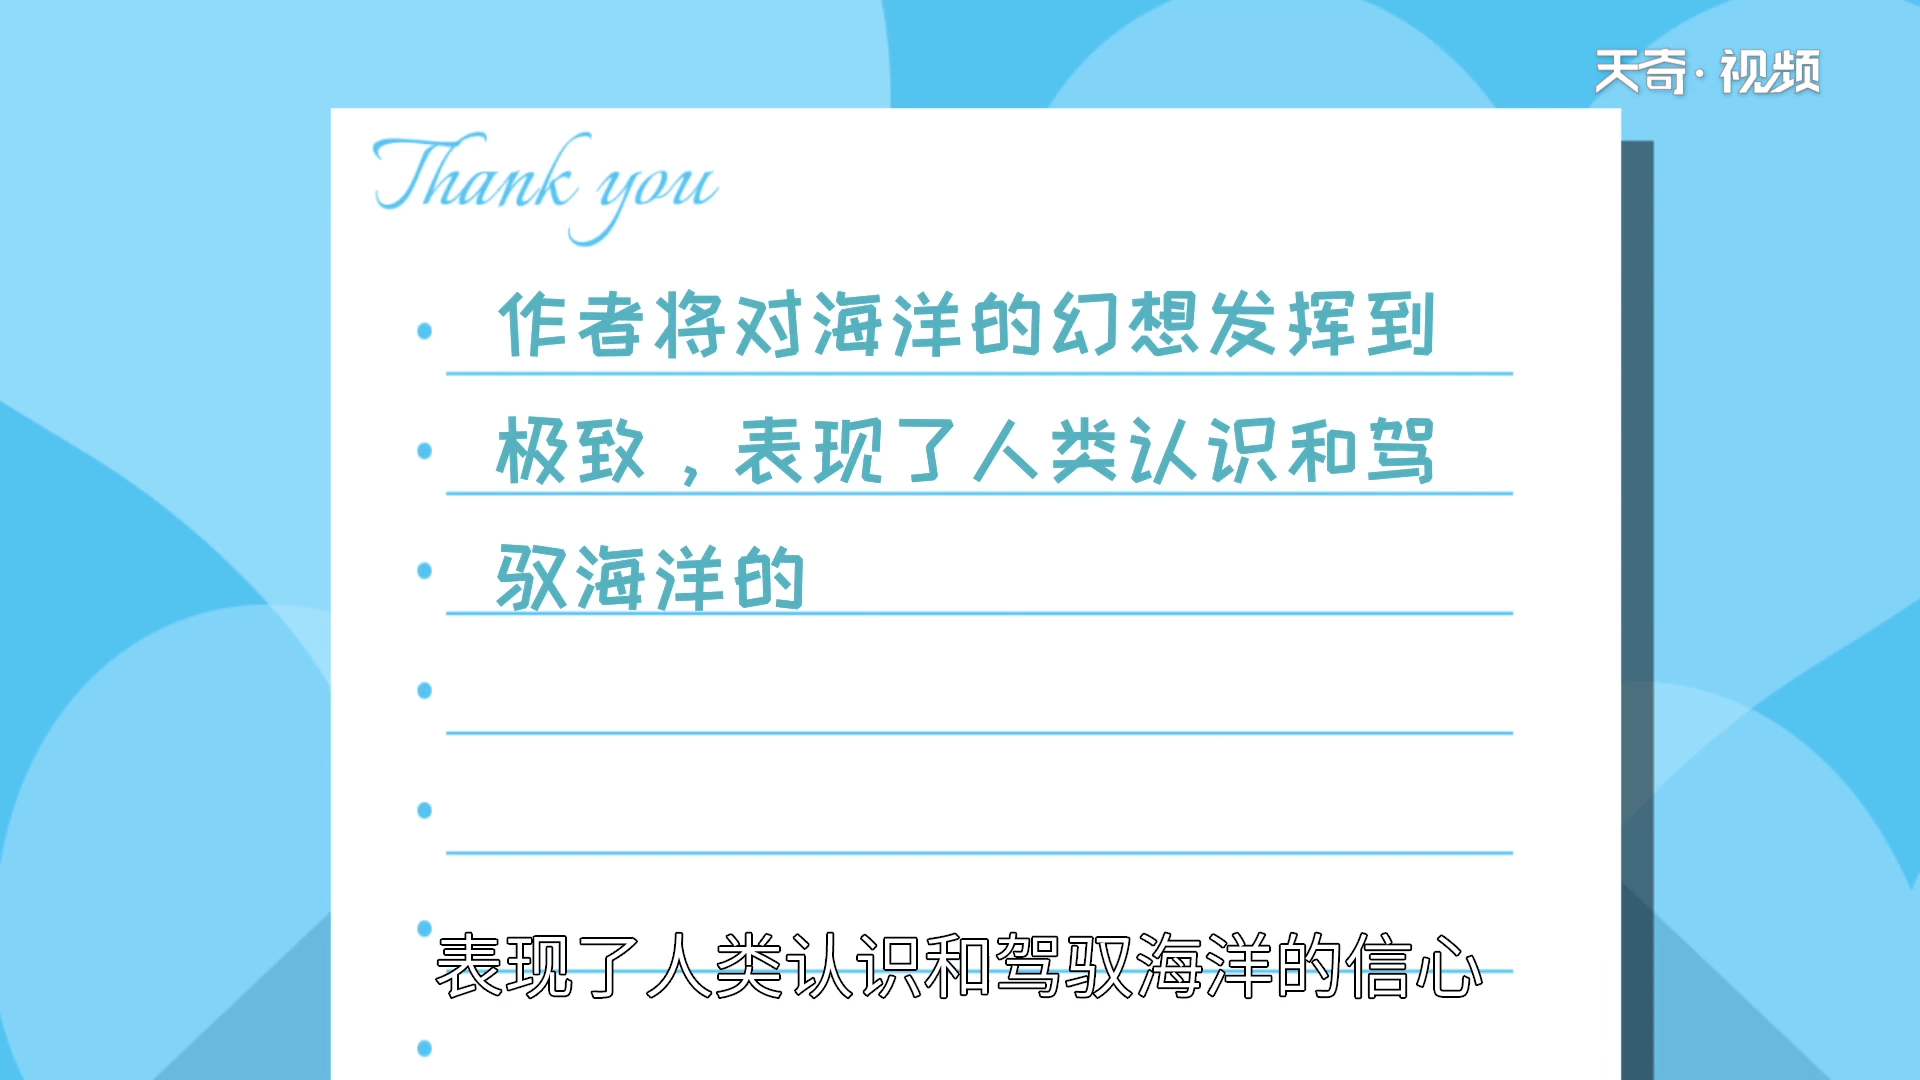 天奇·视频
Thank you
作者将对海洋的幻想发挥到
极致，表现了人类认识和驾
驭海洋的
表现了人类认识和驾驭海洋的信心